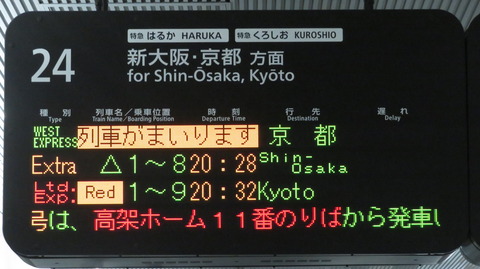 特急 はるか HARUKA 特急 くろしお KUROSHIO
24
新大阪・京都 方面
for Shin-Ōsaka, Kyōto
種 別 列車名/乗車位置 時 刻 行 先 遅 れ
Type Train Name/Boarding Position Departure Time Destination Delay
WEST EXPRESS 列車がまいります 京 都
Extra △1～8 20:28 Shin-Osaka
Ltd. Exp. Red 1～9 20:32 Kyoto
号は、高架ホーム11番のりばから発車し